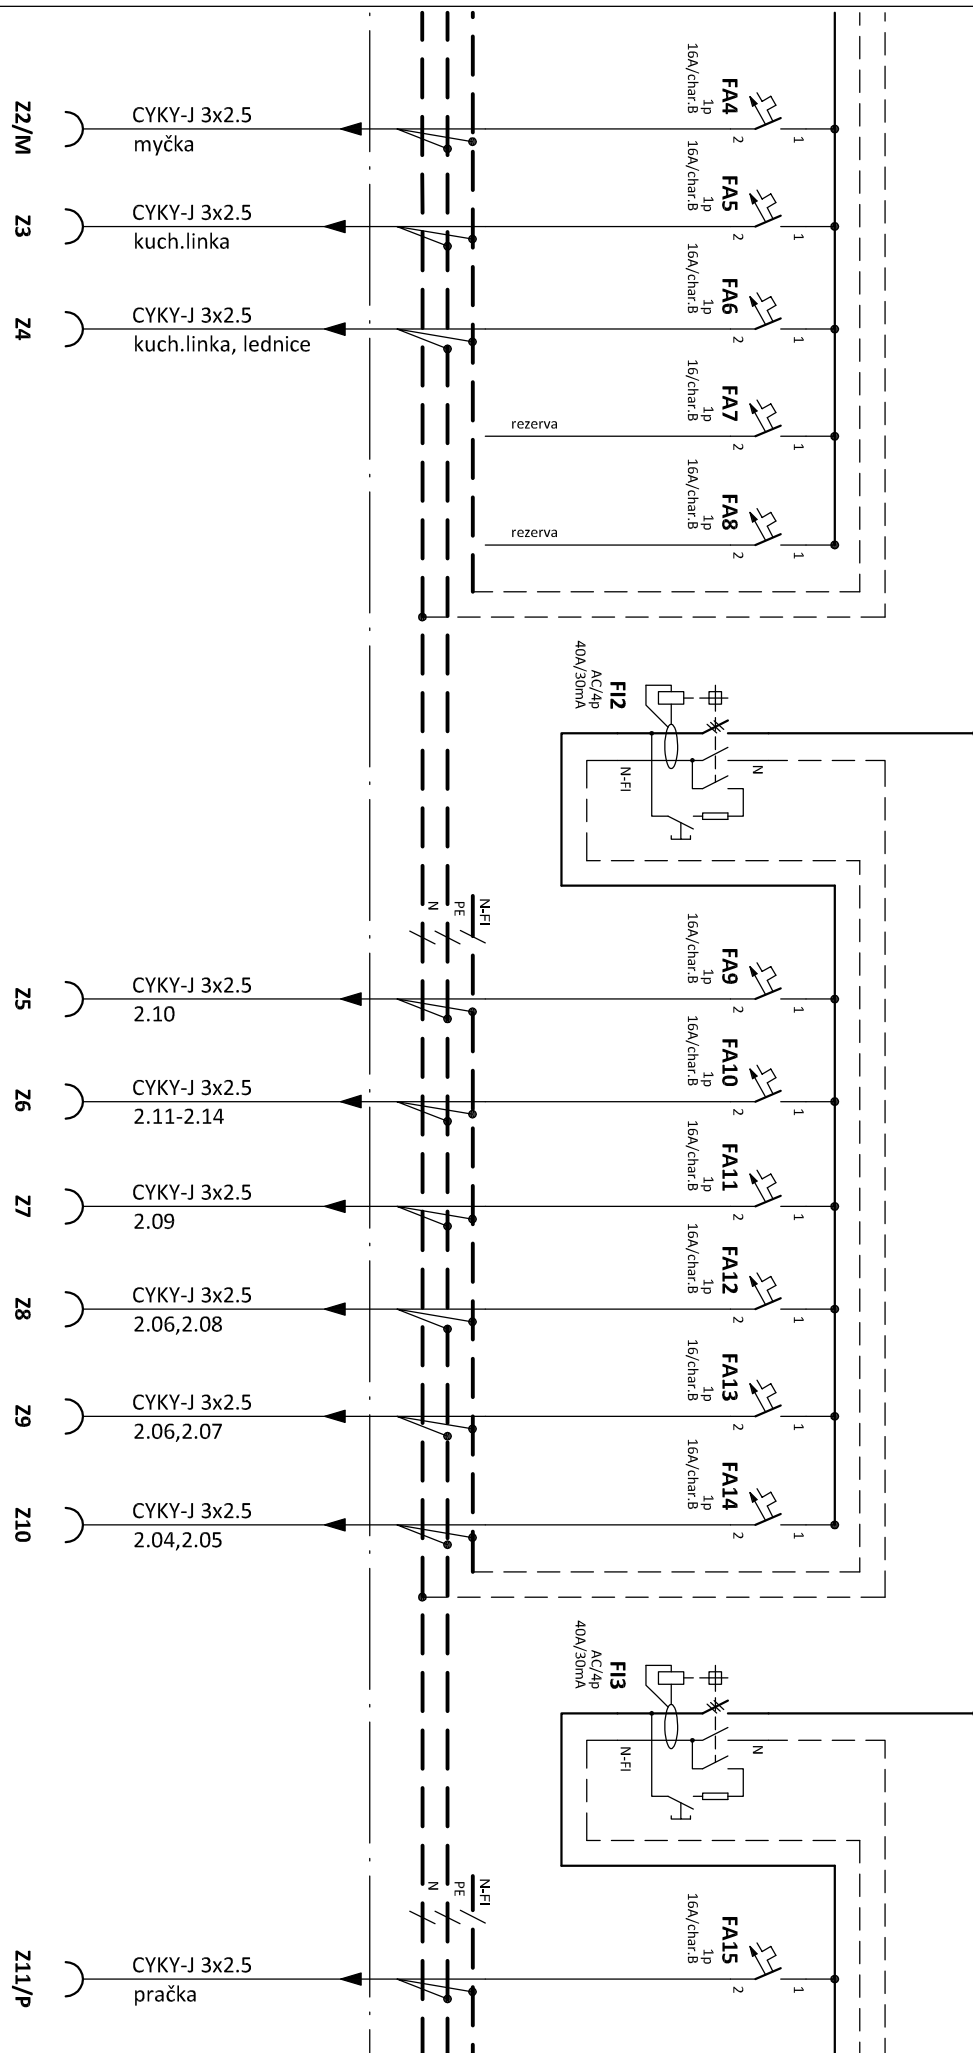 FA4
1p
16A/char.B
1
2
CYKY-J 3x2.5
myčka
Z2/M
FA5
1p
16A/char.B
1
2
CYKY-J 3x2.5
kuch.linka
Z3
FA6
1p
16A/char.B
1
2
CYKY-J 3x2.5
kuch.linka, lednice
Z4
FA7
1p
16/char.B
1
2
rezerva
FA8
1p
16A/char.B
1
2
rezerva
FI2
AC/4p
40A/30mA
N
N-FI
N-FI
PE
N
FA9
1p
16A/char.B
1
2
CYKY-J 3x2.5
2.10
Z5
FA10
1p
16A/char.B
1
2
CYKY-J 3x2.5
2.11-2.14
Z6
FA11
1p
16A/char.B
1
2
CYKY-J 3x2.5
2.09
Z7
FA12
1p
16A/char.B
1
2
CYKY-J 3x2.5
2.06,2.08
Z8
FA13
1p
16/char.B
1
2
CYKY-J 3x2.5
2.06,2.07
Z9
FA14
1p
16A/char.B
1
2
CYKY-J 3x2.5
2.04,2.05
Z10
FI3
AC/4p
40A/30mA
N
N-FI
N-FI
PE
N
FA15
1p
16A/char.B
1
2
CYKY-J 3x2.5
pračka
Z11/P